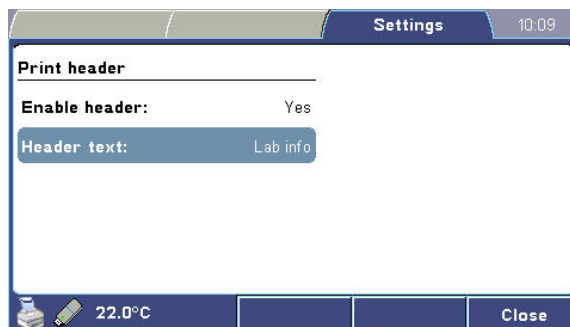 Settings 10:09
Print header
Enable header: Yes
Header text: Lab info
22.0°C Close